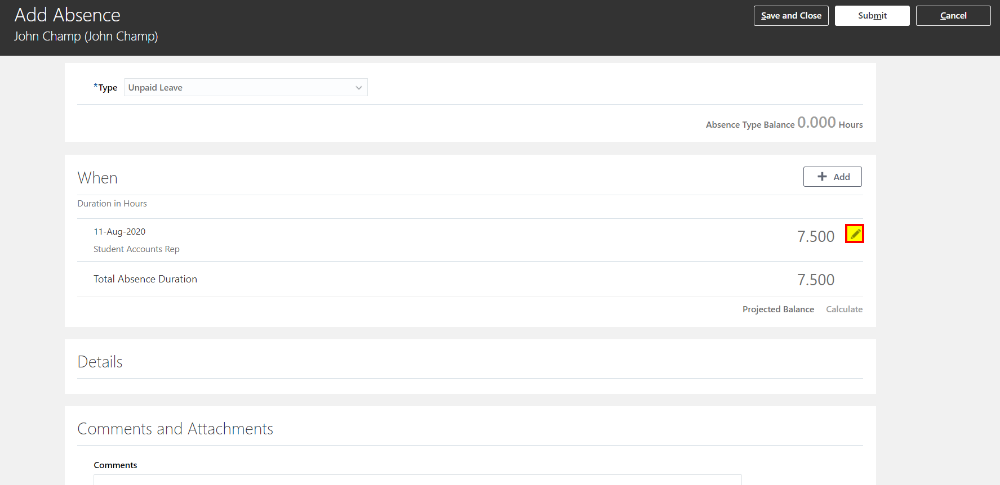 Add Absence
John Champ (John Champ)
Save and Close
Submit
Cancel
*Type Unpaid Leave
Absence Type Balance 0.000 Hours
When
Add
Duration in Hours
11-Aug-2020
7.500
Student Accounts Rep
Total Absence Duration 7.500
Projected Balance Calculate
Details
Comments and Attachments
Comments